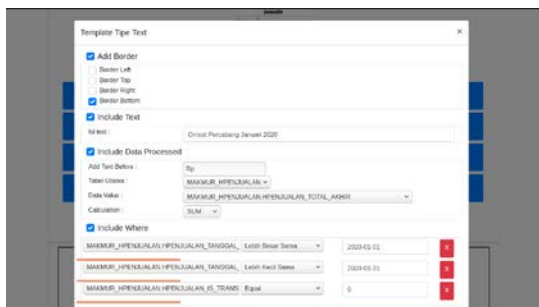 Template Tipe Text ×
Add Border
Border Left
Border Top
Border Right
Border Bottom
Include Text
Isi text :
Omset Percabang Januari 2020
Include Data Processed
Add Text Before :
Rp.
Tabel Utama :
MAKMUR_HPENJUALAN
Data Value :
MAKMUR_HPENJUALAN.HPENJUALAN_TOTAL_AKHIR
Calculation :
SUM
Include Where
MAKMUR_HPENJUALAN.HPENJUALAN_TANGGAL_ Lebih Besar Sama 2020-01-01 X
MAKMUR_HPENJUALAN.HPENJUALAN_TANGGAL_ Lebih Kecil Sama 2020-01-31 X
MAKMUR_HPENJUALAN.HPENJUALAN_IS_TRANS Equal 0 X